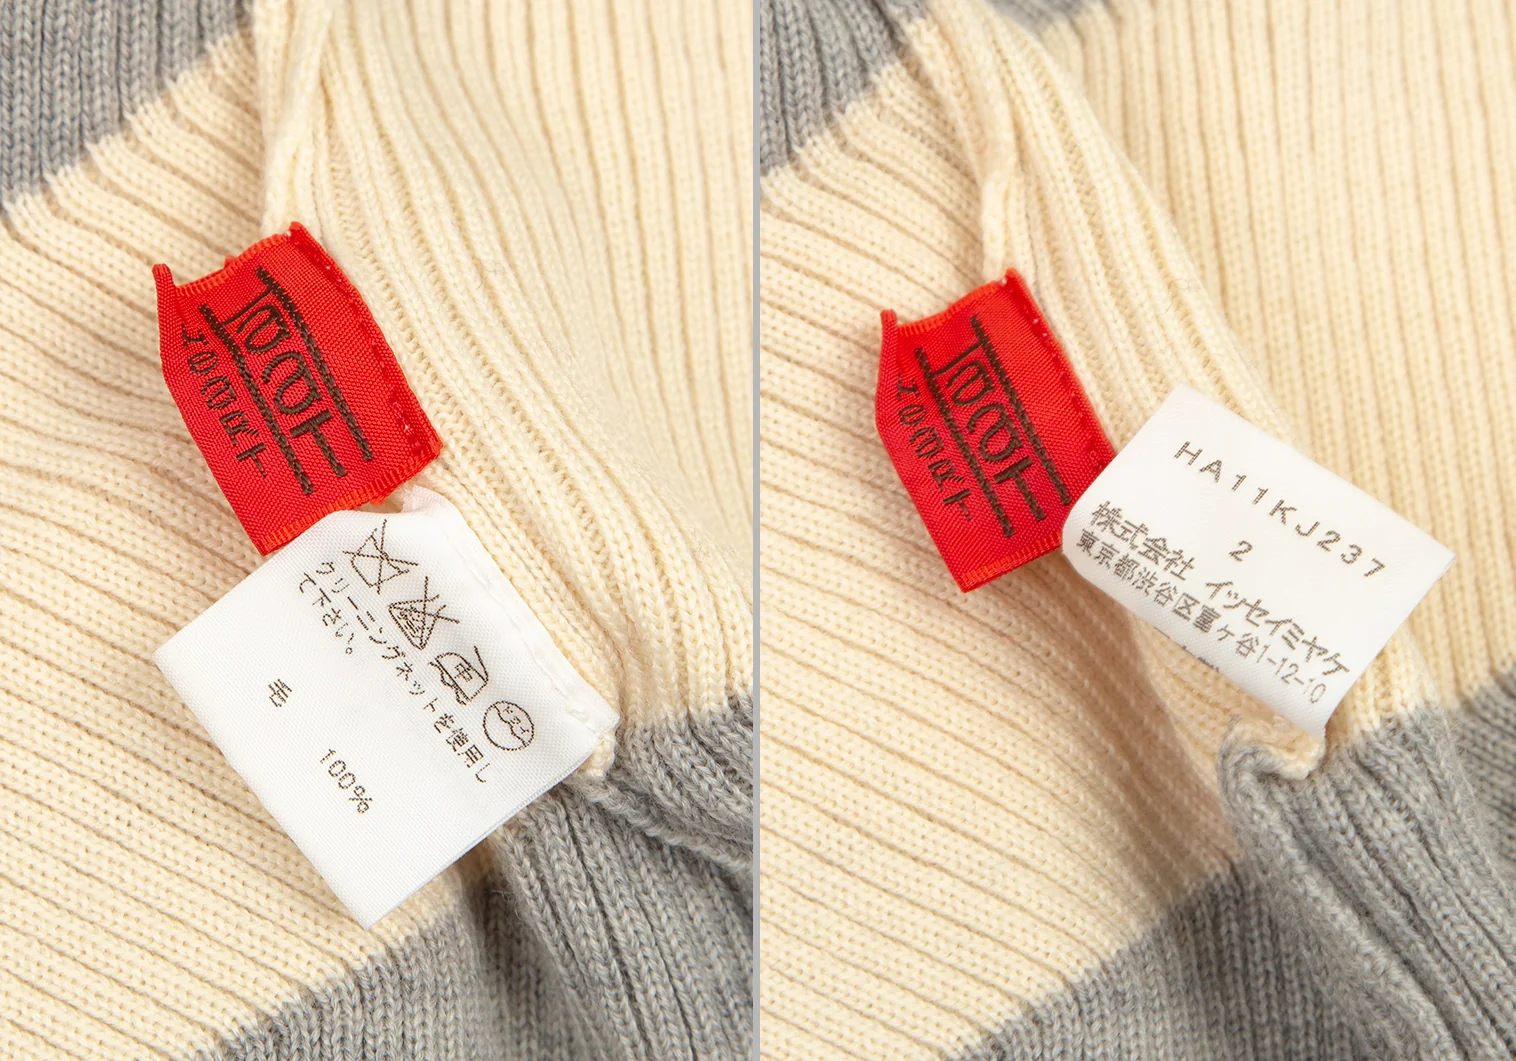 クリーニングネットを使用し
て下さい。
毛
100%
HA11KJ237
2
株式会社 イッセイミヤケ
東京都渋谷区富ヶ谷1-12-10